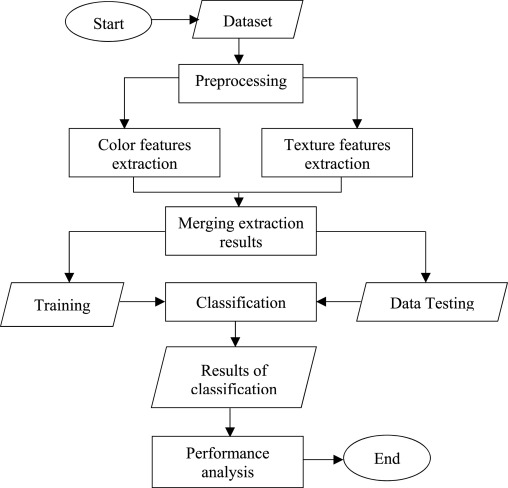 Start
Dataset
Preprocessing
Color features
extraction
Texture features
extraction
Merging extraction
results
Training
Classification
Data Testing
Results of
classification
Performance
analysis
End